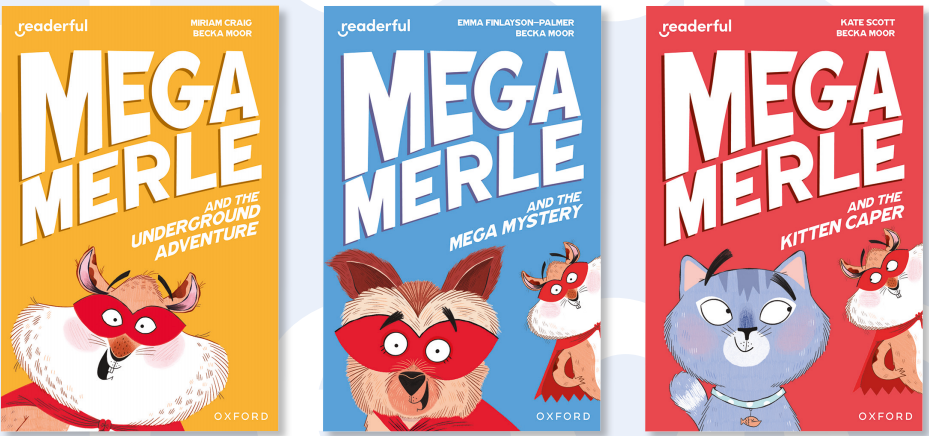 readerful
MIRIAM CRAIG
BECKA MOOR
MEGA
MERLE
AND THE
UNDERGROUND
ADVENTURE
OXFORD
readerful
EMMA FINLAYSON-PALMER
BECKA MOOR
MEGA
MERLE
AND THE
MEGA MYSTERY
OXFORD
readerful
KATE SCOTT
BECKA MOOR
MEGA
MERLE
AND THE
KITTEN CAPER
OXFORD